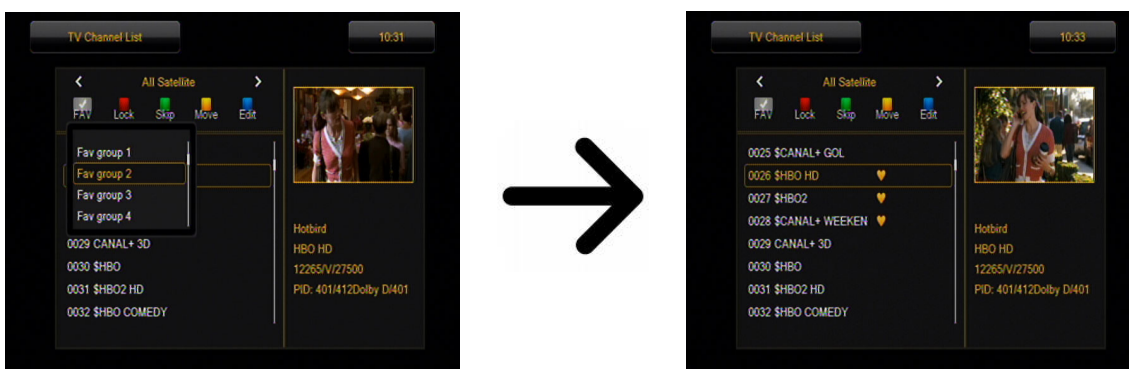 TV Channel List
10:31
All Satellite
FAV Lock Skip Move Edit
Fav group 1
Fav group 2
Fav group 3
Fav group 4
0029 CANAL+ 3D
0030 $HBO
0031 $HBO2 HD
0032 $HBO COMEDY
Hotbird
HBO HD
12265/V/27500
PID: 401/412Dolby D/401
TV Channel List
10:33
All Satellite
FAV Lock Skip Move Edit
0025 $CANAL+ GOL
0026 $HBO HD
0027 $HBO2
0028 $CANAL+ WEEKEN
0029 CANAL+ 3D
0030 $HBO
0031 $HBO2 HD
0032 $HBO COMEDY
Hotbird
HBO HD
12265/V/27500
PID: 401/412Dolby D/401